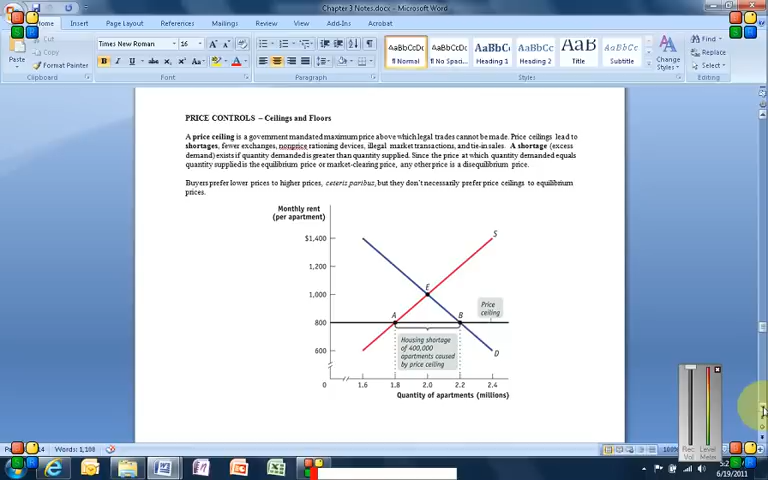 Chapter 3 Notes.docx - Microsoft Word
Home Insert Page Layout References Mailings Review View Add-Ins Acrobat
Cut
Copy
Paste
Format Painter
Clipboard
Times New Roman 16
Font
Paragraph
AaBbCcDc AaBbCcDc AaBbCc AaBbCc AaB AaBbCcL
¶ Normal ¶ No Spaci... Heading 1 Heading 2 Title Subtitle
Change Styles
Styles
Find
Replace
Select
Editing
PRICE CONTROLS – Ceilings and Floors
A price ceiling is a government mandated maximum price above which legal trades cannot be made. Price ceilings lead to
shortages, fewer exchanges, nonprice rationing devices, illegal market transactions, and tie-in sales. A shortage (excess
demand) exists if quantity demanded is greater than quantity supplied. Since the price at which quantity demanded equals
quantity supplied is the equilibrium price or market-clearing price, any other price is a disequilibrium price.
Buyers prefer lower prices to higher prices, ceteris paribus, but they don't necessarily prefer price ceilings to equilibrium
prices.
Monthly rent
(per apartment)
$1,400
1,200
1,000
800
600
0
S
E
A
B
D
Price
ceiling
Housing shortage
of 400,000
apartments caused
by price ceiling
1.6 1.8 2.0 2.2 2.4
Quantity of apartments (millions)
Words: 1,108
Rec Vol
Level Meter
6/19/2011